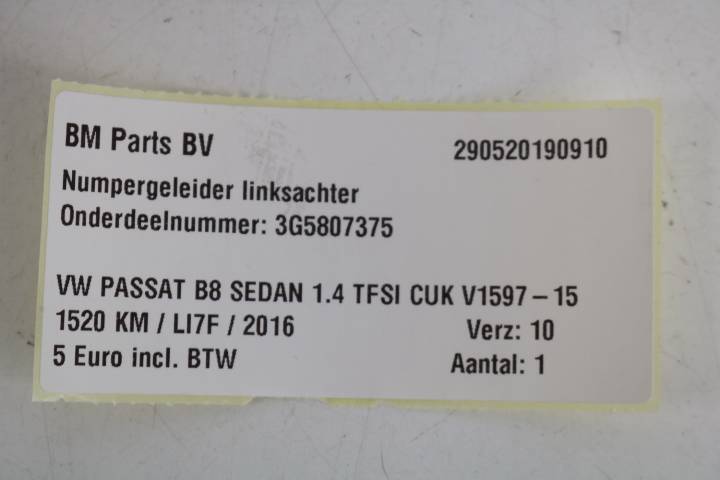 BM Parts BV 290520190910
Numpergeleider linksachter
Onderdeelnummer: 3G5807375
VW PASSAT B8 SEDAN 1.4 TFSI CUK V1597 – 15
1520 KM / LI7F / 2016 Verz: 10
5 Euro incl. BTW Aantal: 1